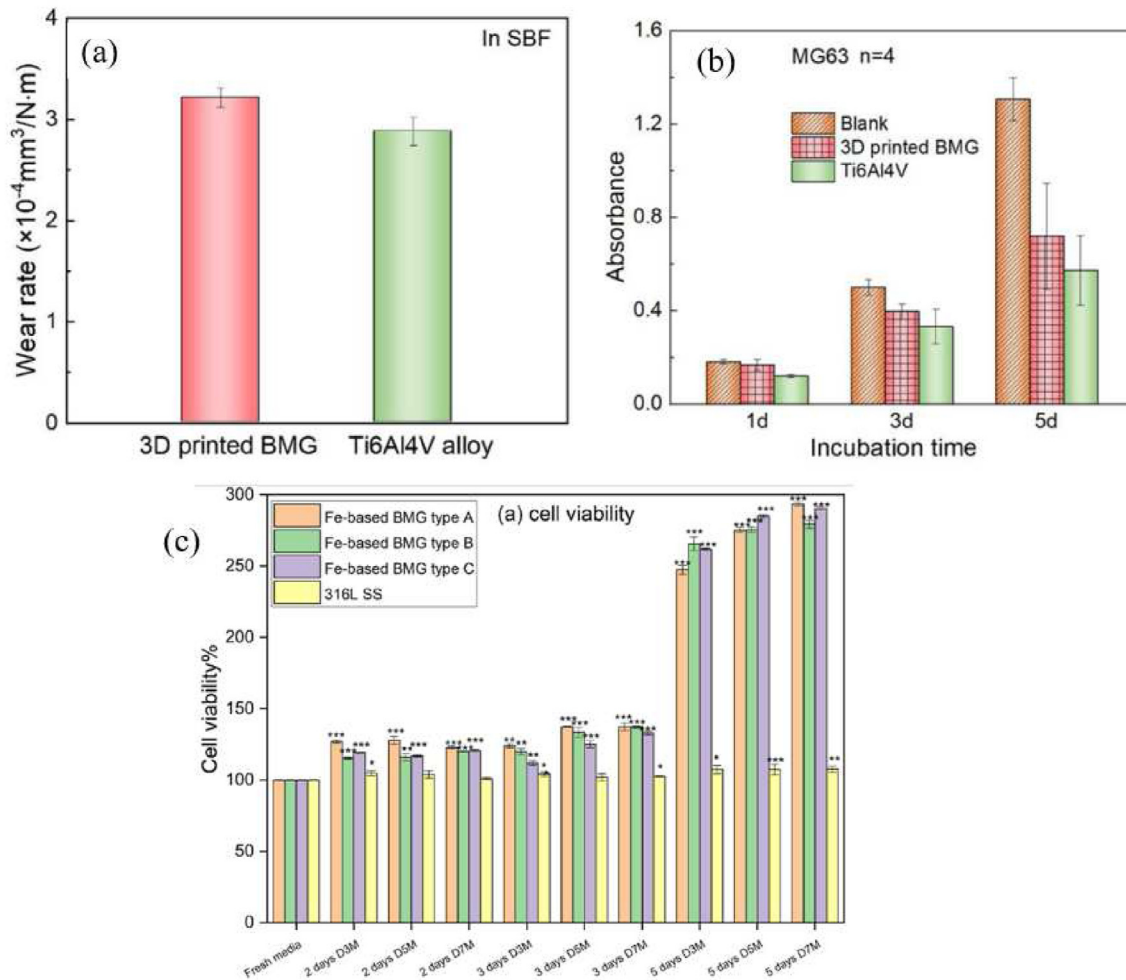 (a)
In SBF
4
3
2
1
0
Wear rate (×10⁻⁴mm³/N·m)
3D printed BMG
Ti6Al4V alloy
(b)
MG63 n=4
Blank
3D printed BMG
Ti6Al4V
1.6
1.2
0.8
0.4
0.0
Absorbance
1d
3d
5d
Incubation time
(c)
(a) cell viability
Fe-based BMG type A
Fe-based BMG type B
Fe-based BMG type C
316L SS
300
250
200
150
100
50
0
Cell viability%
*** *** *** *
*** ** ***
*** *** ***
** ** ** *
*** *** ***
*** *** *** *
*** *** *** *
*** *** *** ***
*** *** *** **
Fresh media
2 days D3M
2 days D5M
2 days D7M
3 days D3M
3 days D5M
3 days D7M
5 days D3M
5 days D5M
5 days D7M